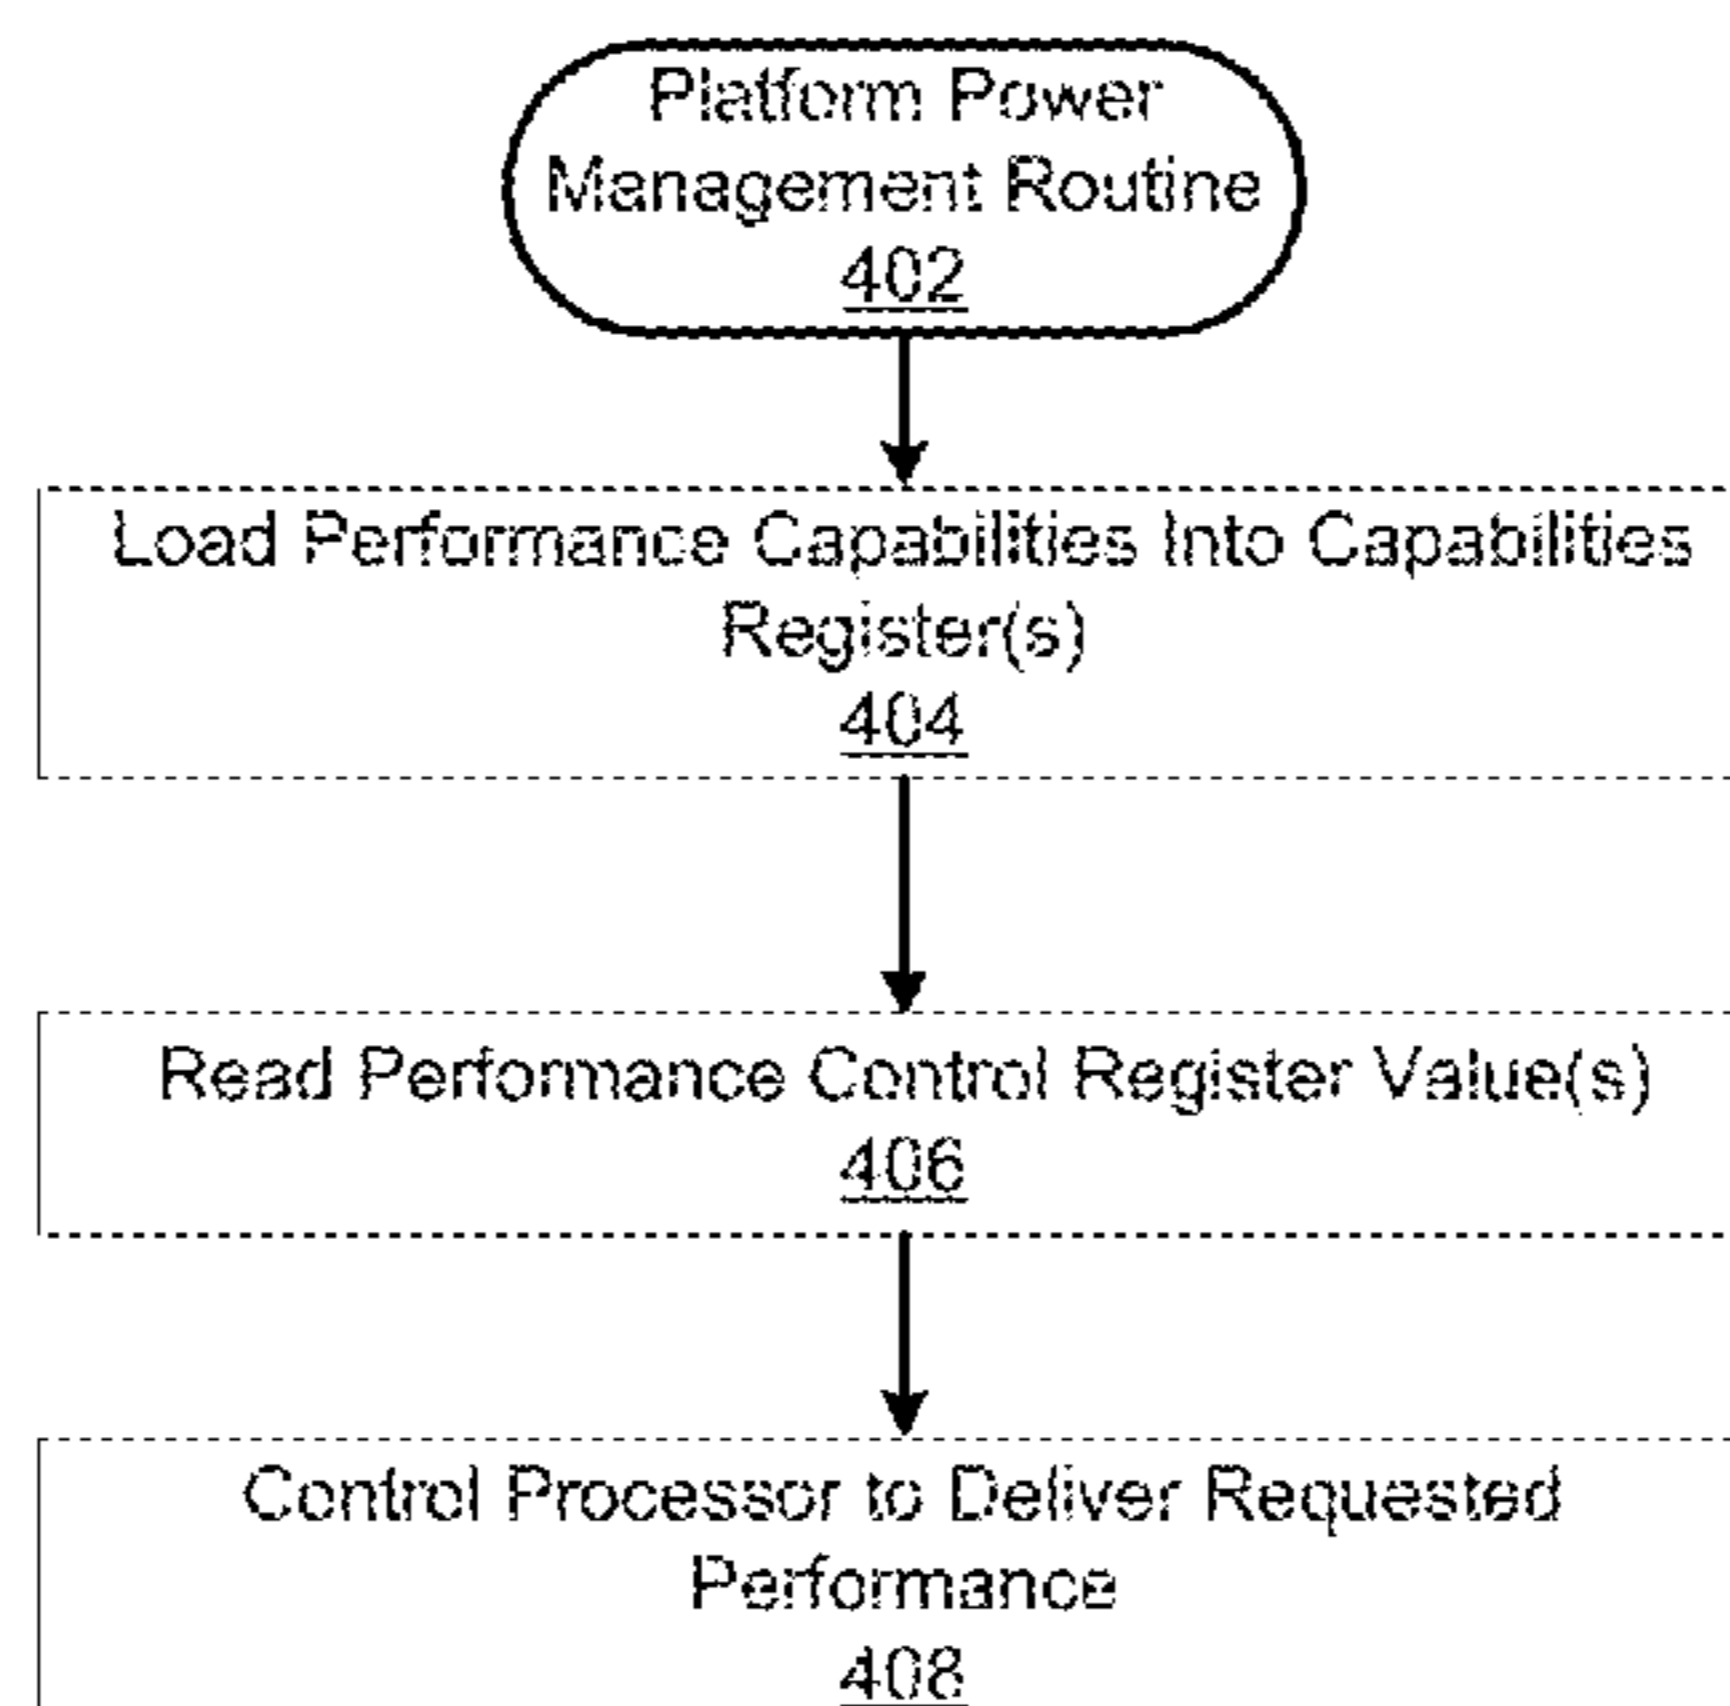 Platform Power
Management Routine
402
Load Performance Capabilities Into Capabilities
Register(s)
404
Read Performance Control Register Value(s)
406
Control Processor to Deliver Requested
Performance
408